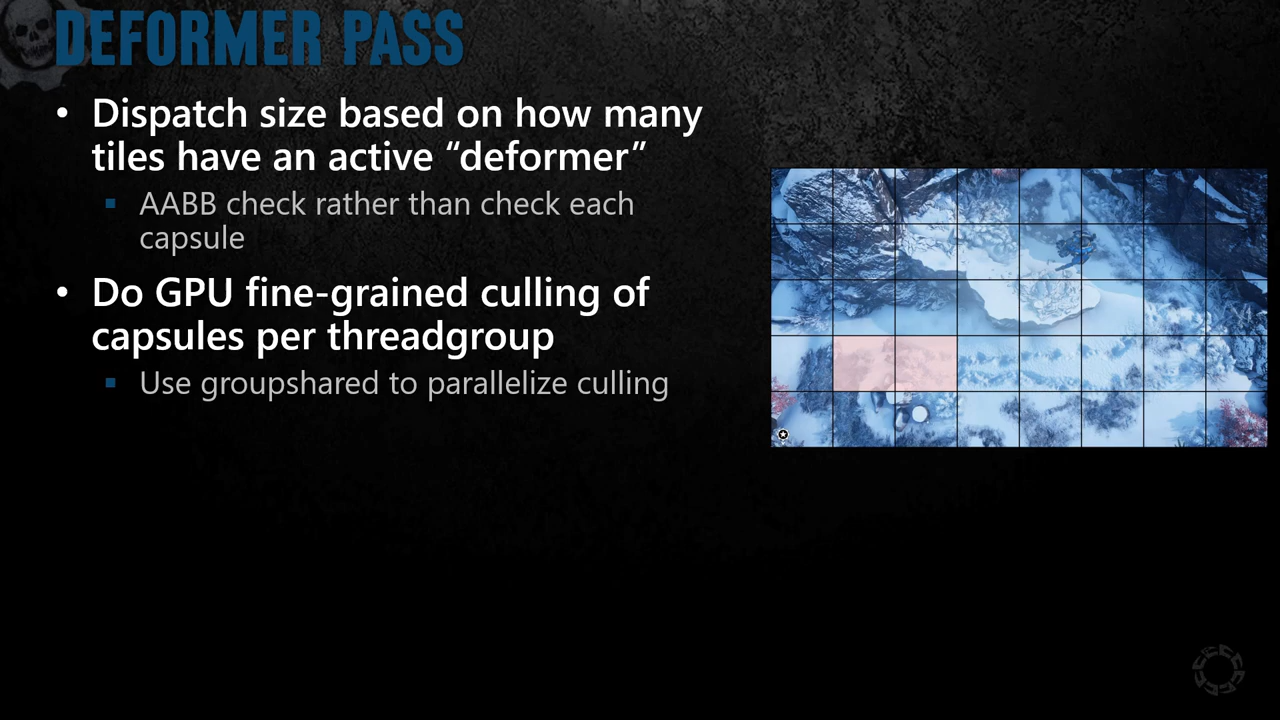 DEFORMER PASS
• Dispatch size based on how many
tiles have an active “deformer”
▪ AABB check rather than check each
capsule
• Do GPU fine-grained culling of
capsules per threadgroup
▪ Use groupshared to parallelize culling